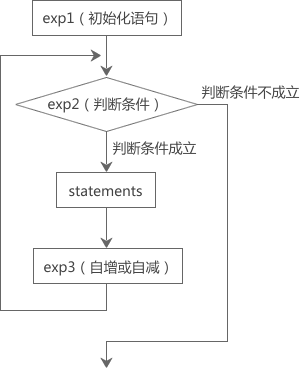 exp1（初始化语句）
exp2（判断条件）
判断条件不成立
判断条件成立
statements
exp3（自增或自减）